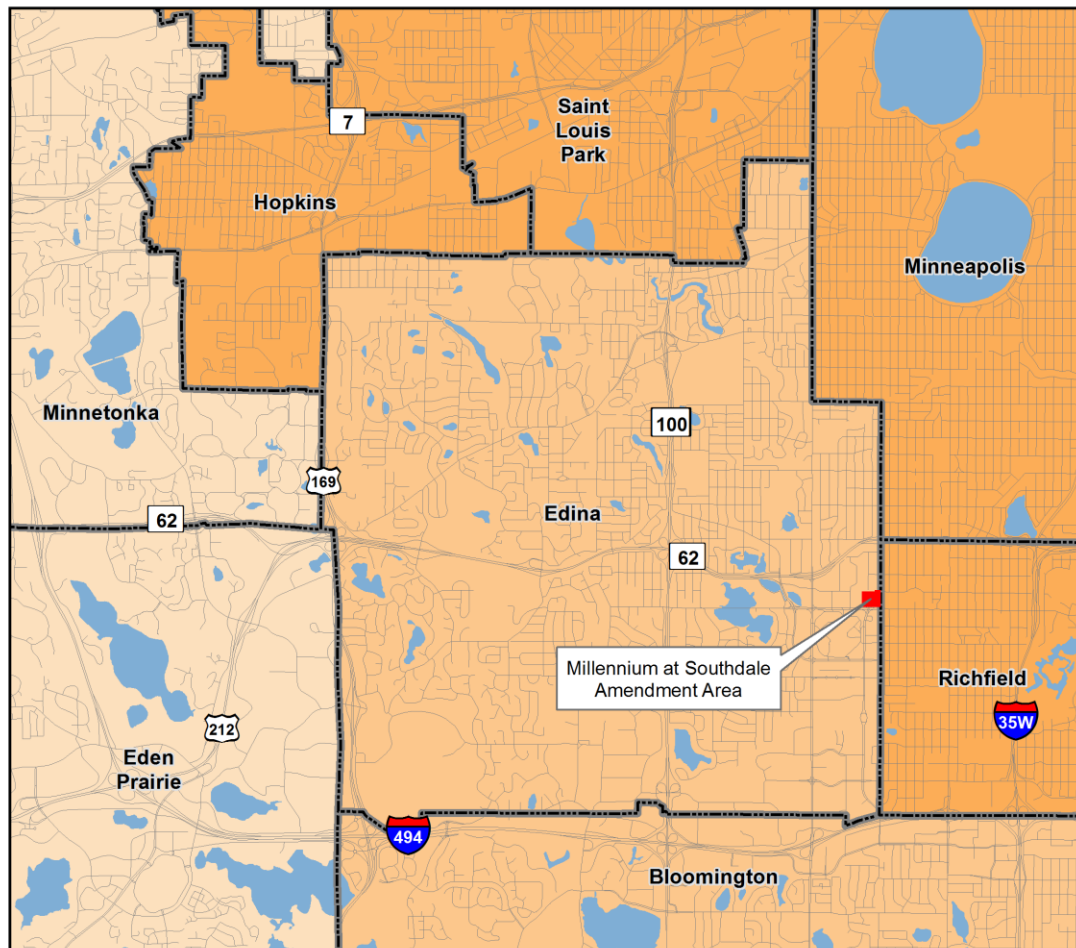 Saint
Louis
Park
7
Hopkins
Minneapolis
Minnetonka
100
169
62
Edina
62
Millennium at Southdale
Amendment Area
Richfield
35W
212
Eden
Prairie
494
Bloomington